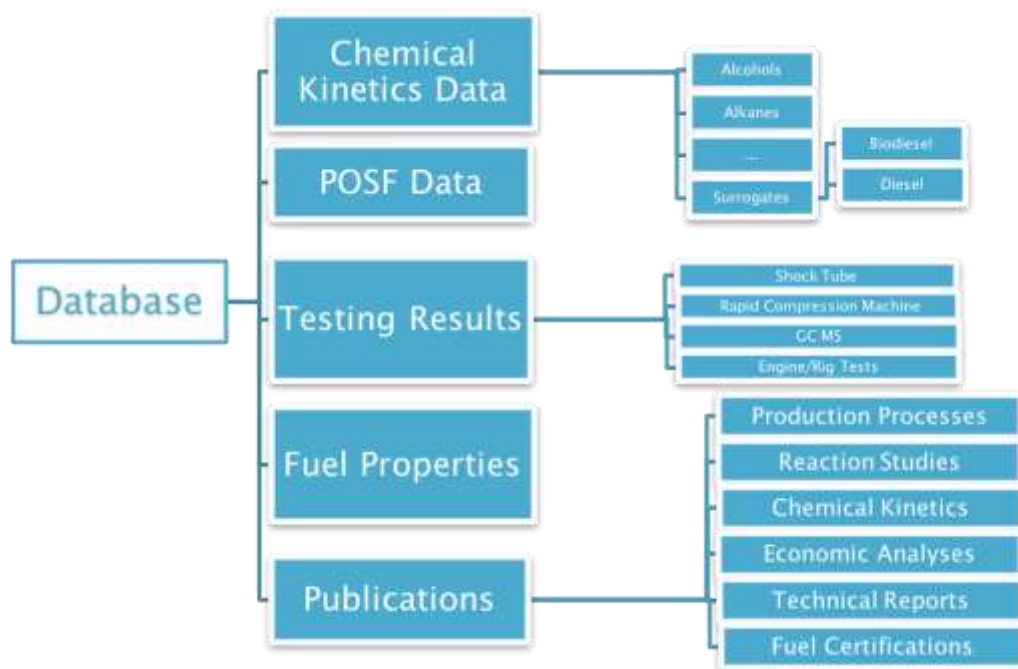 Database
Chemical
Kinetics Data
Alcohols
Alkanes
...
Surrogates
Biodiesel
Diesel
POSF Data
Testing Results
Shock Tube
Rapid Compression Machine
GC MS
Engine/Rig Tests
Fuel Properties
Publications
Production Processes
Reaction Studies
Chemical Kinetics
Economic Analyses
Technical Reports
Fuel Certifications